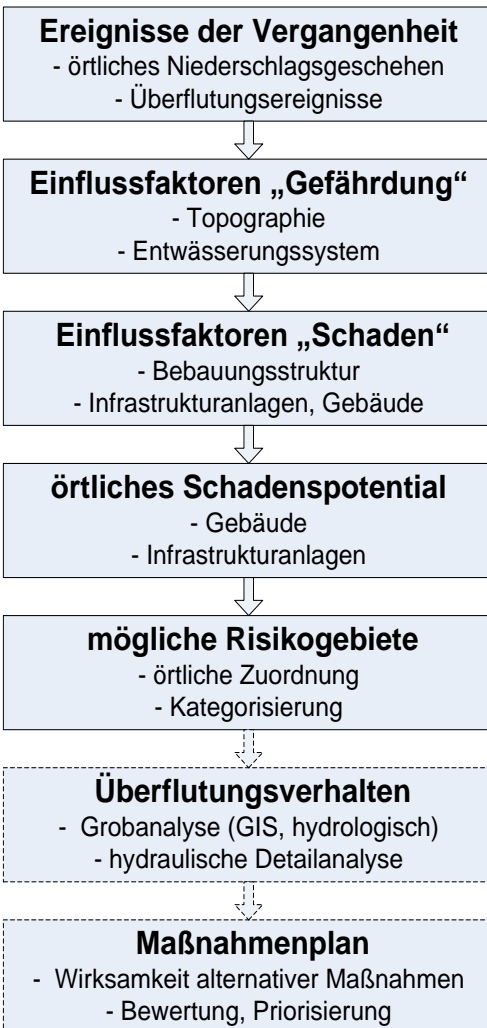 Ereignisse der Vergangenheit
- örtliches Niederschlagsgeschehen
- Überflutungsereignisse
Einflussfaktoren „Gefährdung“
- Topographie
- Entwässerungssystem
Einflussfaktoren „Schaden“
- Bebauungsstruktur
- Infrastrukturanlagen, Gebäude
örtliches Schadenspotential
- Gebäude
- Infrastrukturanlagen
mögliche Risikogebiete
- örtliche Zuordnung
- Kategorisierung
Überflutungsverhalten
- Grobanalyse (GIS, hydrologisch)
- hydraulische Detailanalyse
Maßnahmenplan
- Wirksamkeit alternativer Maßnahmen
- Bewertung, Priorisierung